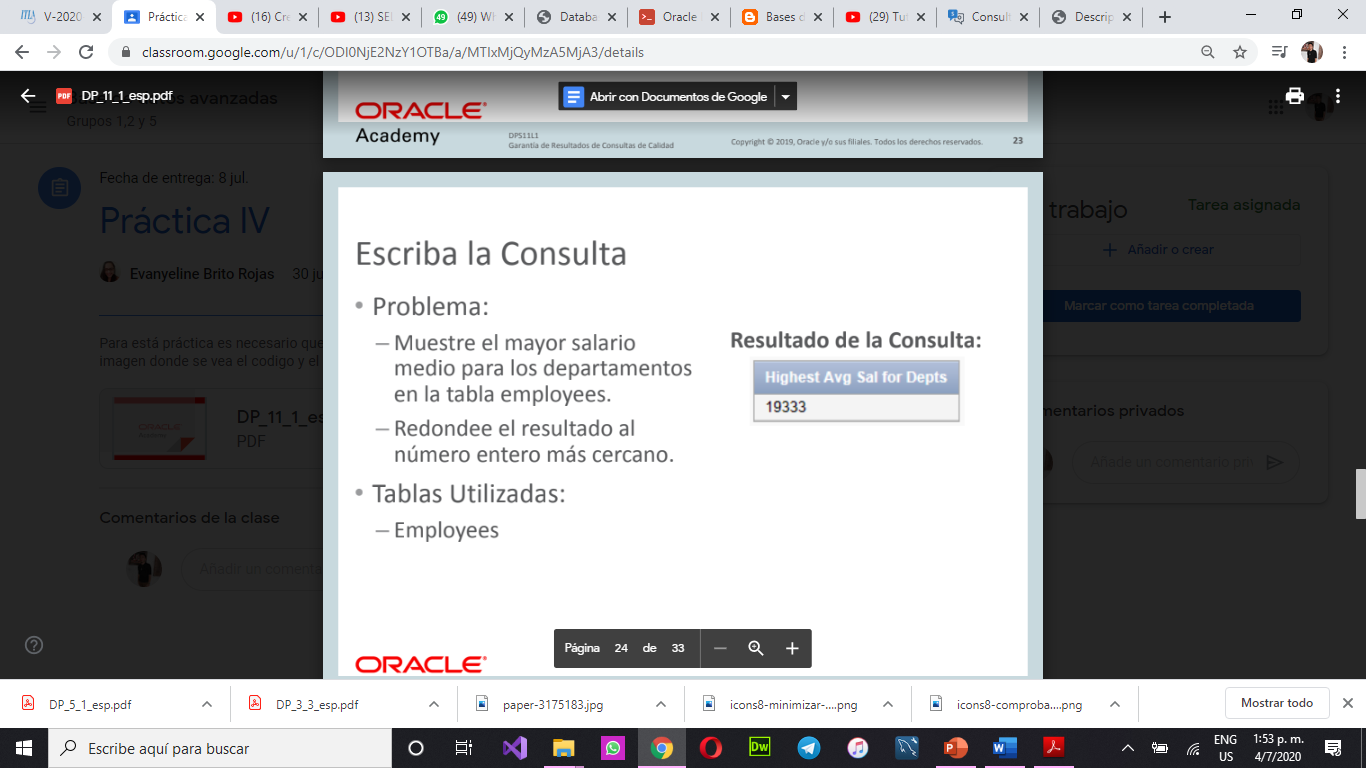 V-2020
Práctica
(16) Cre
(13) SEL
(49) Wh
Databa
Oracle
Bases d
(29) Tut
Consult
Descrip
classroom.google.com/u/1/c/ODI0NjE2NzY1OTBa/a/MTIxMjQyMzA5MjA3/details
DP_11_1_esp.pdf
Abrir con Documentos de Google
avanzadas
Grupos 1,2 y 5
ORACLE
Academy
DPS11L1
Garantía de Resultados de Consultas de Calidad
Copyright © 2019, Oracle y/o sus filiales. Todos los derechos reservados.
23
Fecha de entrega: 8 jul.
Práctica IV
Evanyeline Brito Rojas
30 ju
Para está práctica es necesario que
imagen donde se vea el codigo y el
DP_11_1_es
PDF
Comentarios de la clase
Añadir un comenta
trabajo
Tarea asignada
Añadir o crear
Marcar como tarea completada
mentarios privados
Añade un comentario pri
Escriba la Consulta
• Problema:
– Muestre el mayor salario
medio para los departamentos
en la tabla employees.
– Redondee el resultado al
número entero más cercano.
• Tablas Utilizadas:
– Employees
Resultado de la Consulta:
Highest Avg Sal for Depts
19333
Página 24 de 33
ORACLE
DP_5_1_esp.pdf
DP_3_3_esp.pdf
paper-3175183.jpg
icons8-minimizar-....png
icons8-comproba....png
Mostrar todo
Escribe aquí para buscar
Dw
ENG
US
1:53 p. m.
4/7/2020